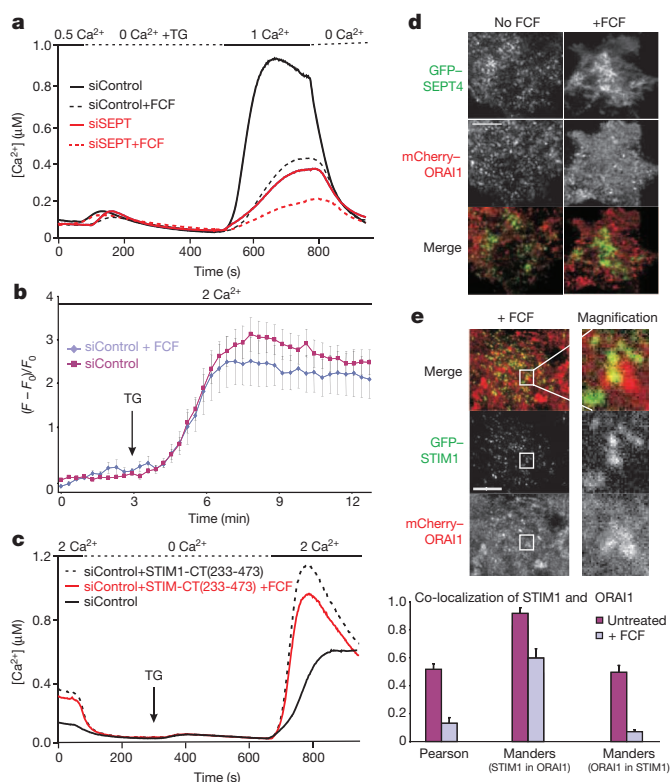 a
0.5 Ca²⁺ 0 Ca²⁺ +TG 1 Ca²⁺ 0 Ca²⁺
[Ca²⁺] (μM)
1.0
0.8
0.6
0.4
0.2
0
siControl
siControl+FCF
siSEPT
siSEPT+FCF
0 200 400 600 800
Time (s)
b
2 Ca²⁺
(F – F₀)/F₀
4
3
2
1
0
siControl + FCF
siControl
TG
0 3 6 9 12
Time (min)
c
2 Ca²⁺ 0 Ca²⁺ 2 Ca²⁺
[Ca²⁺] (μM)
1.2
0.8
0.4
0.0
siControl+STIM1-CT(233-473)
siControl+STIM-CT(233-473) +FCF
siControl
TG
0 200 400 600 800
Time (s)
d
No FCF +FCF
GFP–
SEPT4
mCherry–
ORAI1
Merge
e
+ FCF Magnification
Merge
GFP–
STIM1
mCherry–
ORAI1
Co-localization of STIM1 and ORAI1
1.0
0.8
0.6
0.4
0.2
0
Untreated
+ FCF
Pearson Manders Manders
(STIM1 in ORAI1) (ORAI1 in STIM1)